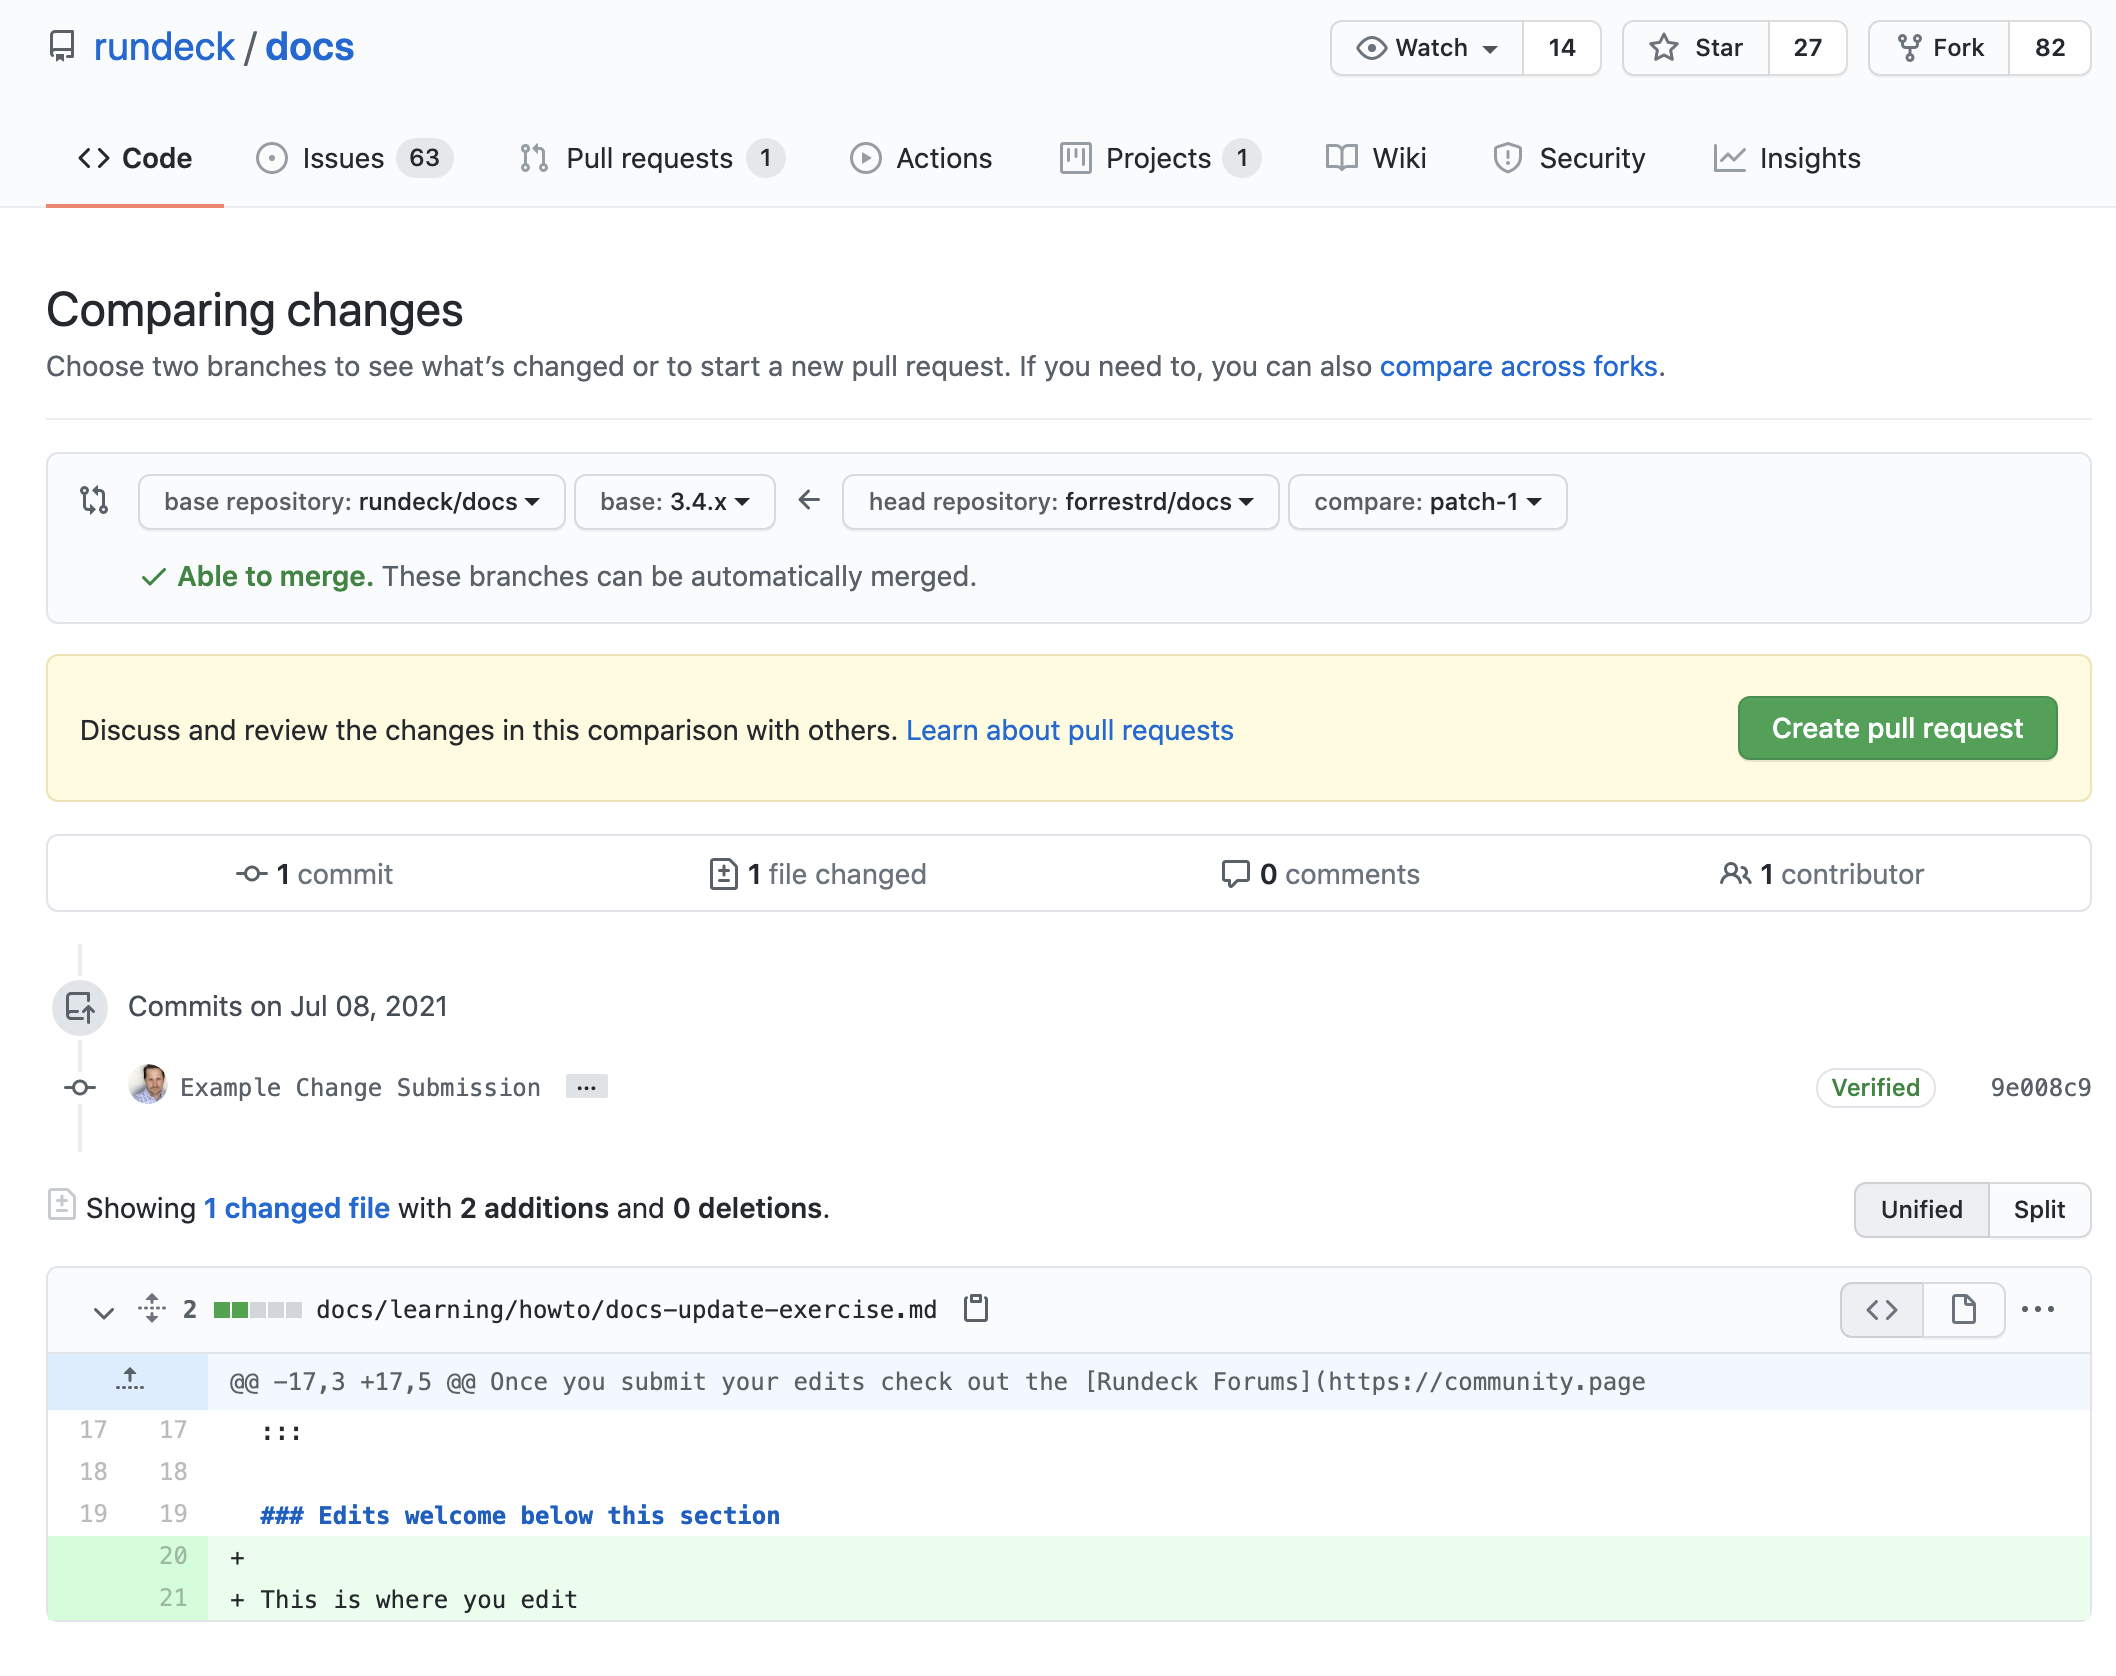 rundeck / docs
Watch 14 Star 27 Fork 82
Code Issues 63 Pull requests 1 Actions Projects 1 Wiki Security Insights
Comparing changes
Choose two branches to see what’s changed or to start a new pull request. If you need to, you can also compare across forks.
base repository: rundeck/docs base: 3.4.x ← head repository: forrestrd/docs compare: patch-1
✓ Able to merge. These branches can be automatically merged.
Discuss and review the changes in this comparison with others. Learn about pull requests Create pull request
1 commit 1 file changed 0 comments 1 contributor
Commits on Jul 08, 2021
Example Change Submission … Verified 9e008c9
Showing 1 changed file with 2 additions and 0 deletions. Unified Split
2 docs/learning/howto/docs-update-exercise.md
@@ -17,3 +17,5 @@ Once you submit your edits check out the [Rundeck Forums](https://community.page
17 17 :::
18 18
19 19 ### Edits welcome below this section
20 +
21 + This is where you edit